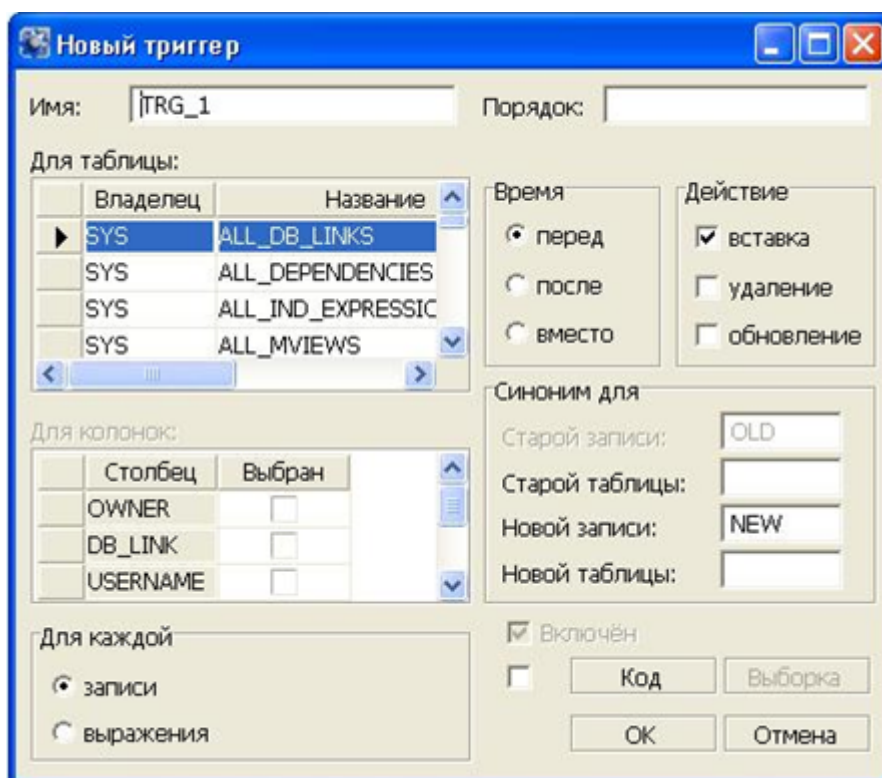 Новый триггер
Имя: TRG_1 Порядок:
Для таблицы:
Владелец Название
SYS ALL_DB_LINKS
SYS ALL_DEPENDENCIES
SYS ALL_IND_EXPRESSIC
SYS ALL_MVIEWS
Время
перед
после
вместо
Действие
вставка
удаление
обновление
Для колонок:
Столбец Выбран
OWNER
DB_LINK
USERNAME
Синоним для
Старой записи: OLD
Старой таблицы:
Новой записи: NEW
Новой таблицы:
Для каждой
записи
выражения
Включён
Код Выборка
OK Отмена